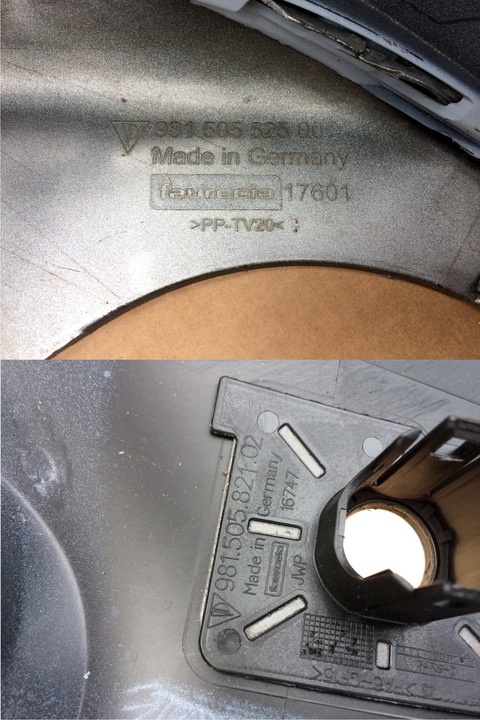 981 505 525 00
Made in Germany
faurecia 17601
>PP-TV20<
981.505.821.02
Made in Germany
faurecia 16747
JWP